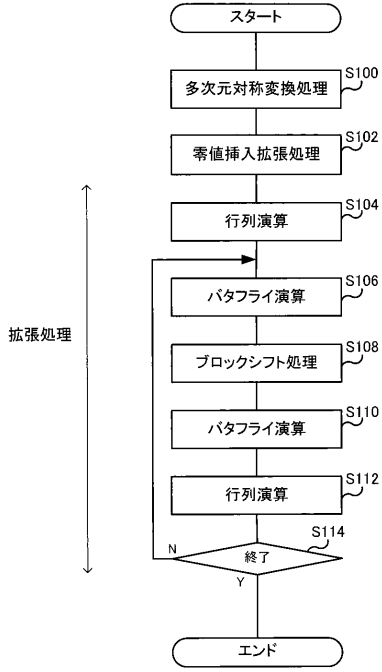 スタート
S100
多次元対称変換処理
S102
零値挿入拡張処理
S104
行列演算
S106
バタフライ演算
拡張処理
S108
ブロックシフト処理
S110
バタフライ演算
S112
行列演算
S114
N
終了
Y
エンド